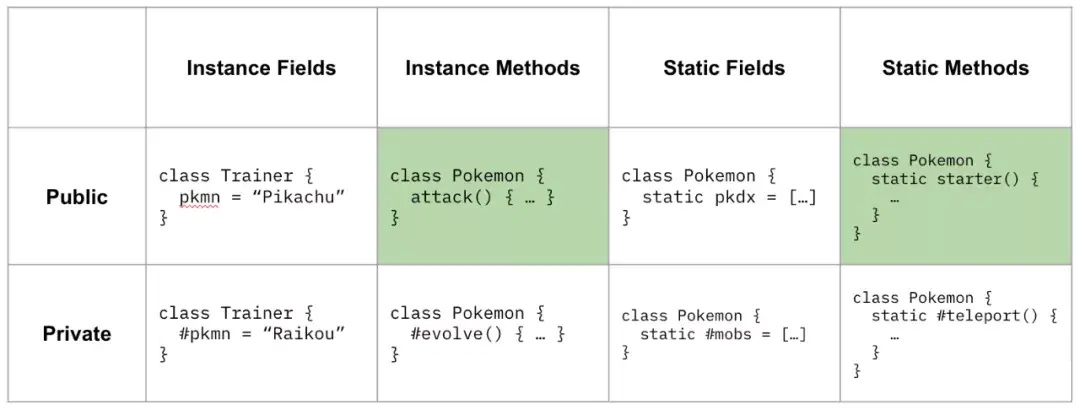 Instance Fields
Instance Methods
Static Fields
Static Methods
Public
class Trainer {
pkmn = “Pikachu”
}
class Pokemon {
attack() { … }
}
class Pokemon {
static pkdx = […]
}
class Pokemon {
static starter() {
…
}
}
Private
class Trainer {
#pkmn = “Raikou”
}
class Pokemon {
#evolve() { … }
}
class Pokemon {
static #mobs = […]
}
class Pokemon {
static #teleport() {
…
}
}